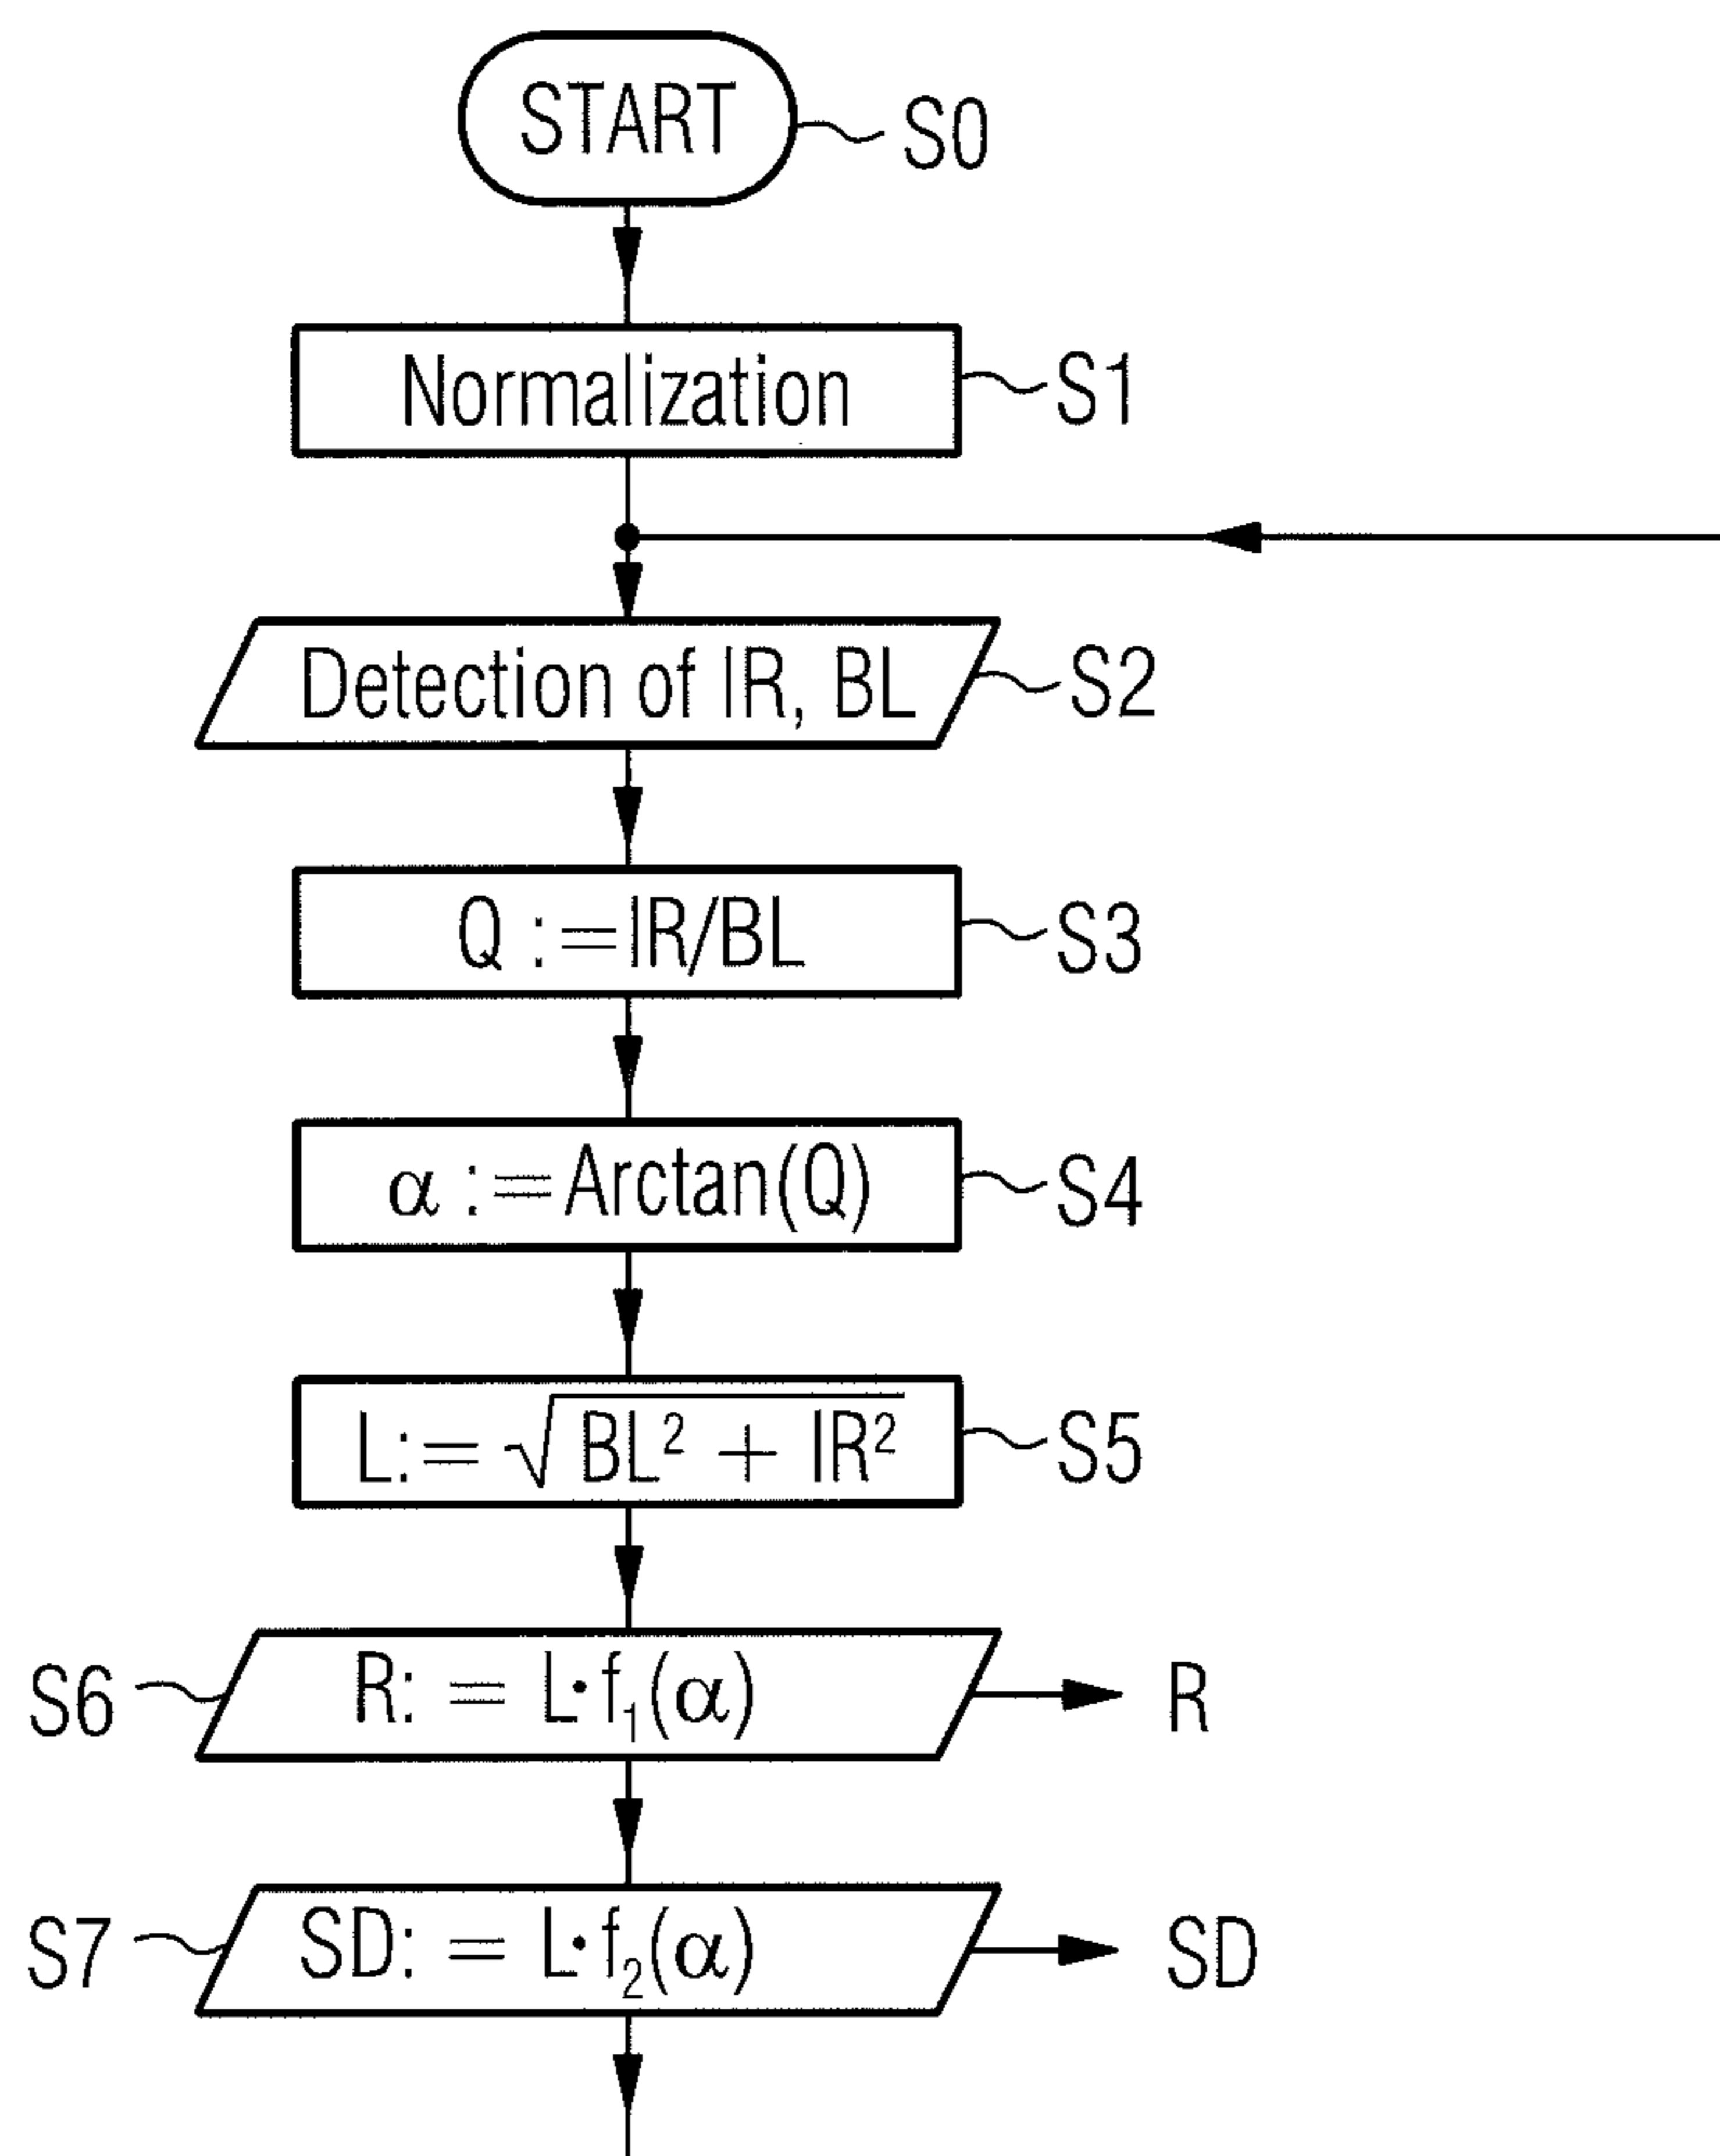 START S0
Normalization S1
Detection of IR, BL S2
Q :=IR/BL S3
α :=Arctan(Q) S4
L:= √BL² + IR² S5
S6 R: = L·f₁(α) R
S7 SD: = L·f₂(α) SD